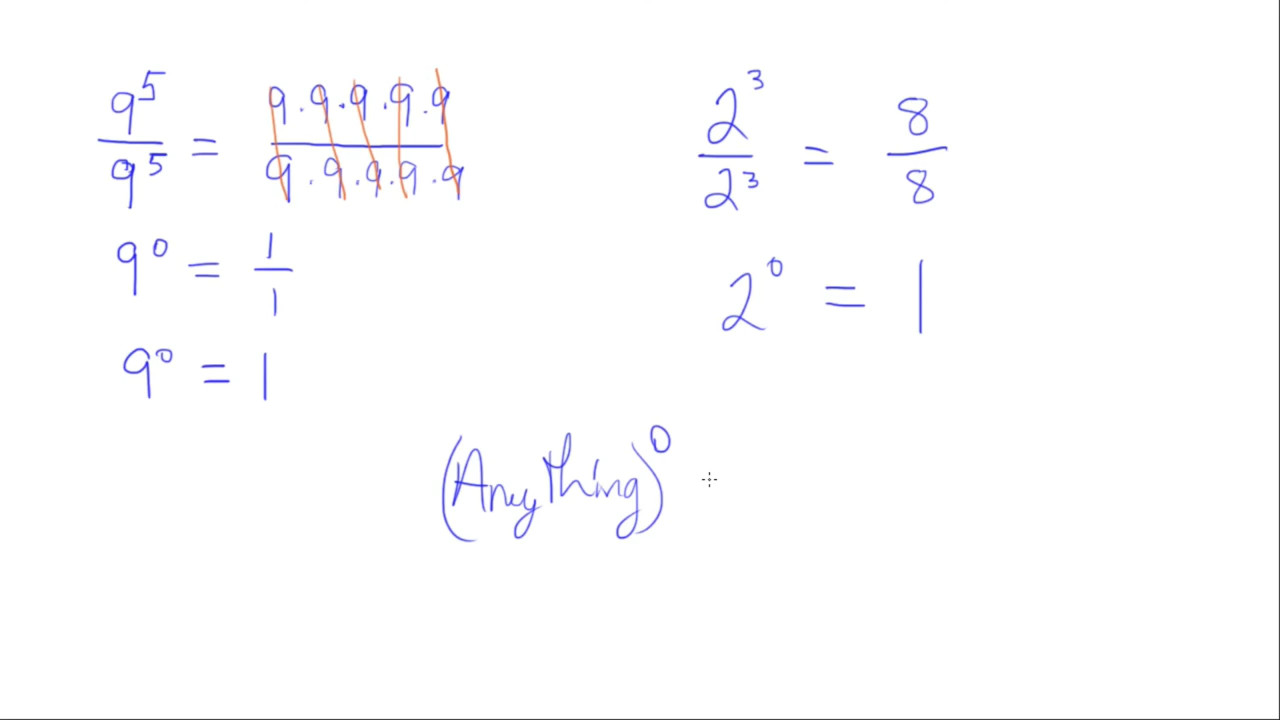 9^5/9^5 = 9·9·9·9·9/9·9·9·9·9
9^0 = 1/1
9^0 = 1
2^3/2^3 = 8/8
2^0 = 1
(Anything)^0